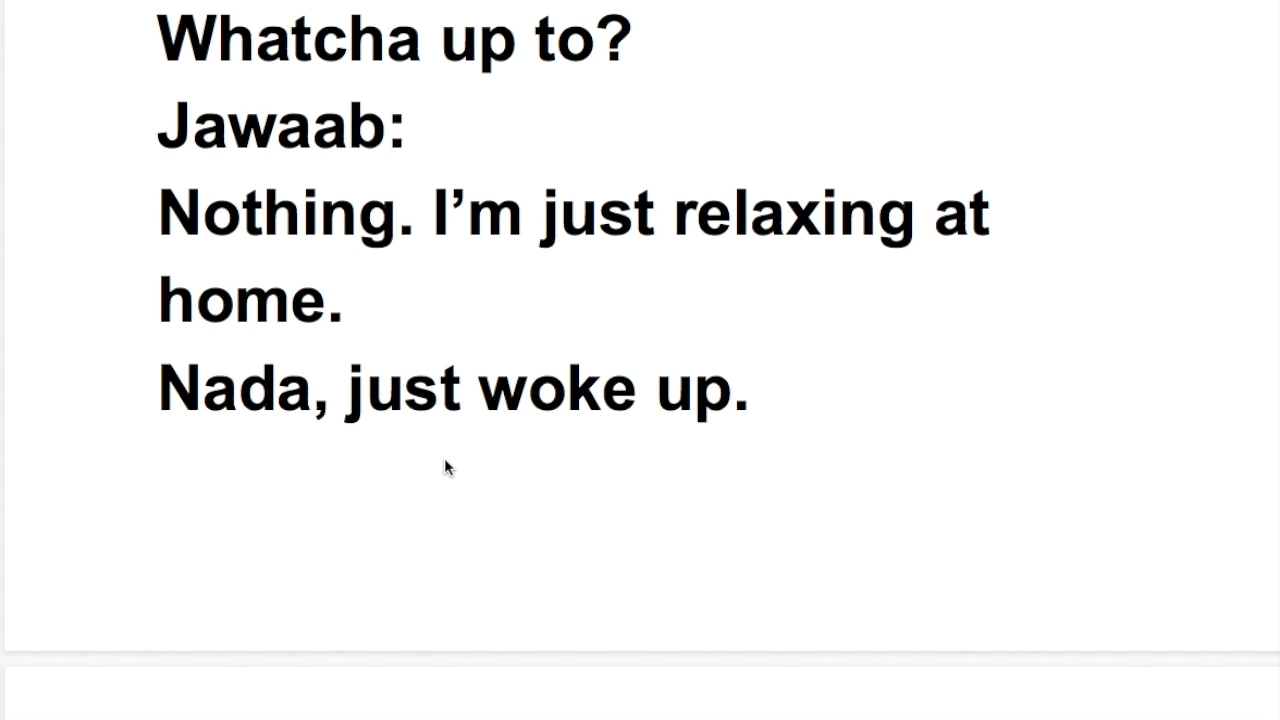 Whatcha up to?
Jawaab:
Nothing. I’m just relaxing at
home.
Nada, just woke up.